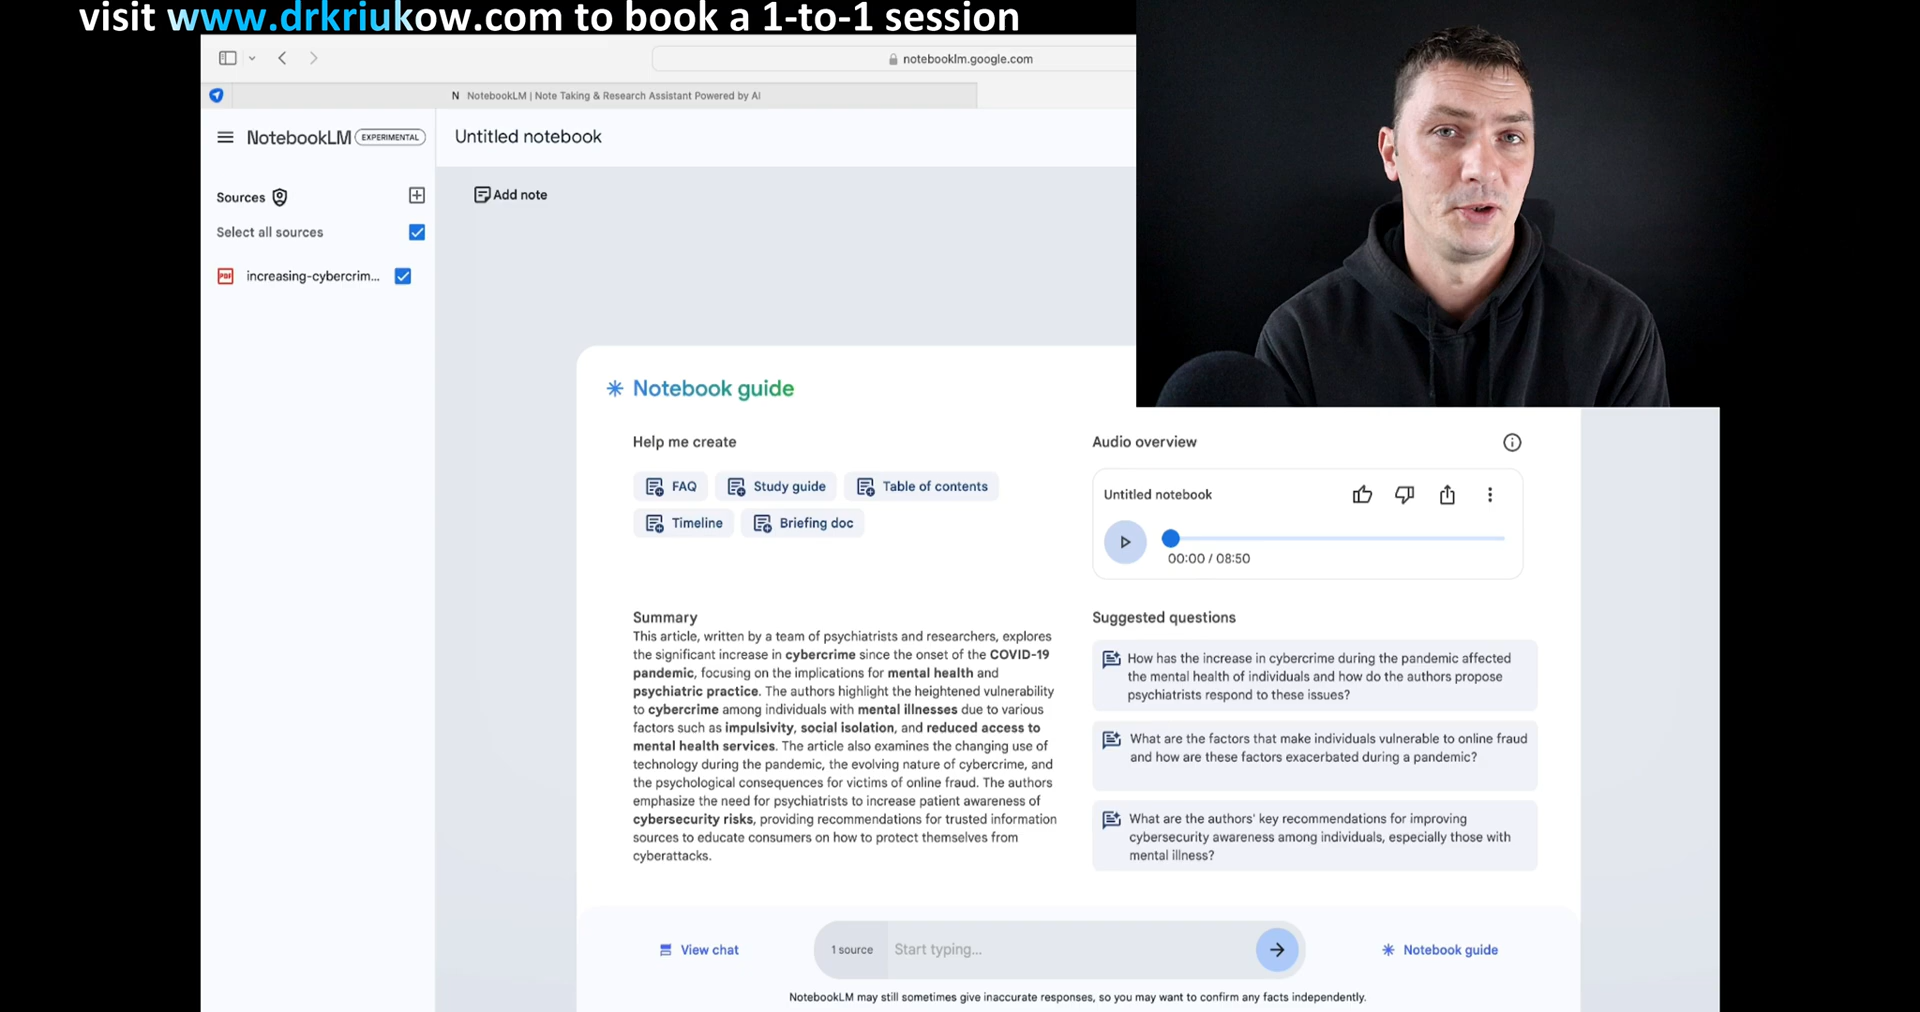 visit www.drkriukow.com to book a 1-to-1 session
notebooklm.google.com
N NotebookLM | Note Taking & Research Assistant Powered by AI
NotebookLM EXPERIMENTAL
Untitled notebook
Sources
Add note
Select all sources
PDF increasing-cybercrim...
Notebook guide
Help me create
FAQ
Study guide
Table of contents
Timeline
Briefing doc
Audio overview
Untitled notebook
00:00 / 08:50
Summary
This article, written by a team of psychiatrists and researchers, explores
the significant increase in cybercrime since the onset of the COVID-19
pandemic, focusing on the implications for mental health and
psychiatric practice. The authors highlight the heightened vulnerability
to cybercrime among individuals with mental illnesses due to various
factors such as impulsivity, social isolation, and reduced access to
mental health services. The article also examines the changing use of
technology during the pandemic, the evolving nature of cybercrime, and
the psychological consequences for victims of online fraud. The authors
emphasize the need for psychiatrists to increase patient awareness of
cybersecurity risks, providing recommendations for trusted information
sources to educate consumers on how to protect themselves from
cyberattacks.
Suggested questions
How has the increase in cybercrime during the pandemic affected
the mental health of individuals and how do the authors propose
psychiatrists respond to these issues?
What are the factors that make individuals vulnerable to online fraud
and how are these factors exacerbated during a pandemic?
What are the authors' key recommendations for improving
cybersecurity awareness among individuals, especially those with
mental illness?
View chat
1 source
Start typing...
Notebook guide
NotebookLM may still sometimes give inaccurate responses, so you may want to confirm any facts independently.